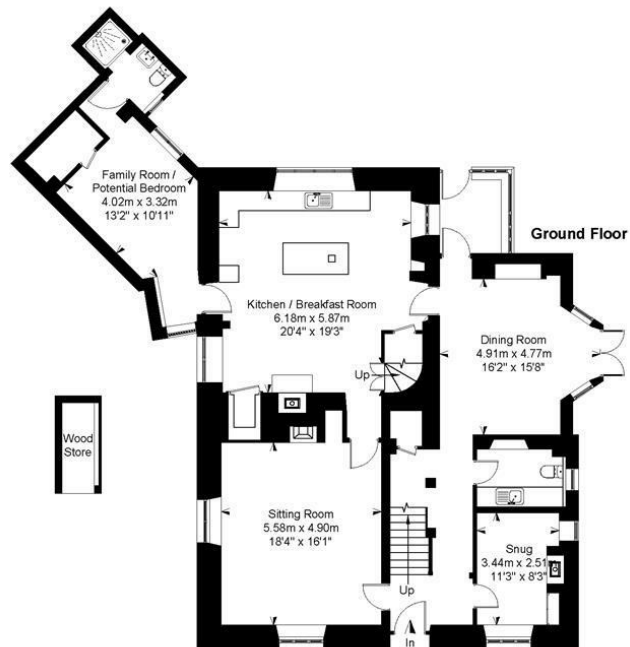 Family Room /
Potential Bedroom
4.02m x 3.32m
13'2" x 10'11"
Ground Floor
Kitchen / Breakfast Room
6.18m x 5.87m
20'4" x 19'3"
Dining Room
4.91m x 4.77m
16'2" x 15'8"
Up
Wood
Store
Sitting Room
5.58m x 4.90m
18'4" x 16'1"
Snug
3.44m x 2.51m
11'3" x 8'3"
Up
In